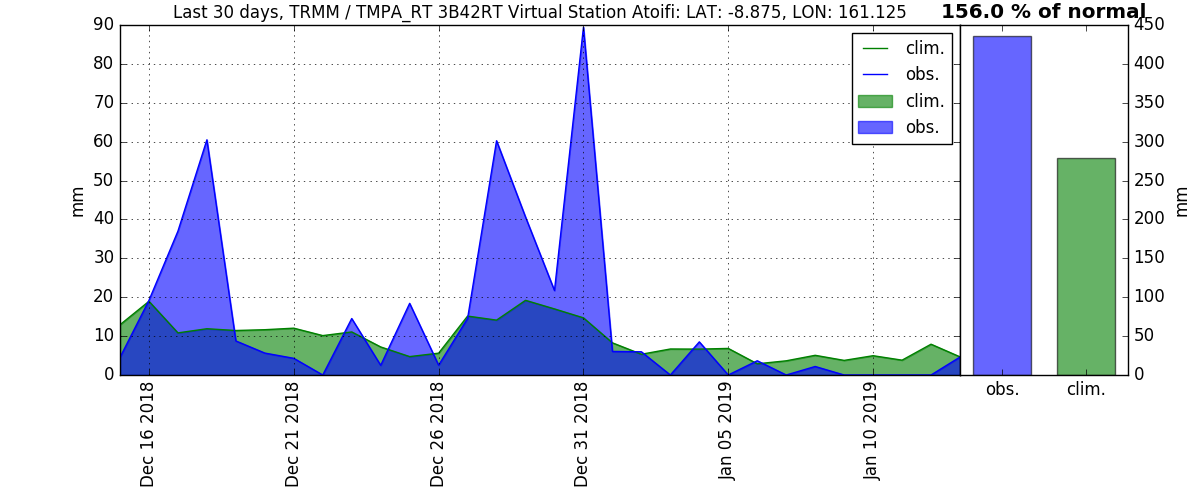 Last 30 days, TRMM / TMPA_RT 3B42RT Virtual Station Atoifi: LAT: -8.875, LON: 161.125
156.0 % of normal
90
80
70
60
50
40
30
20
10
0
mm
Dec 16 2018
Dec 21 2018
Dec 26 2018
Dec 31 2018
Jan 05 2019
Jan 10 2019
clim.
obs.
clim.
obs.
450
400
350
300
250
200
150
100
50
0
mm
obs.
clim.